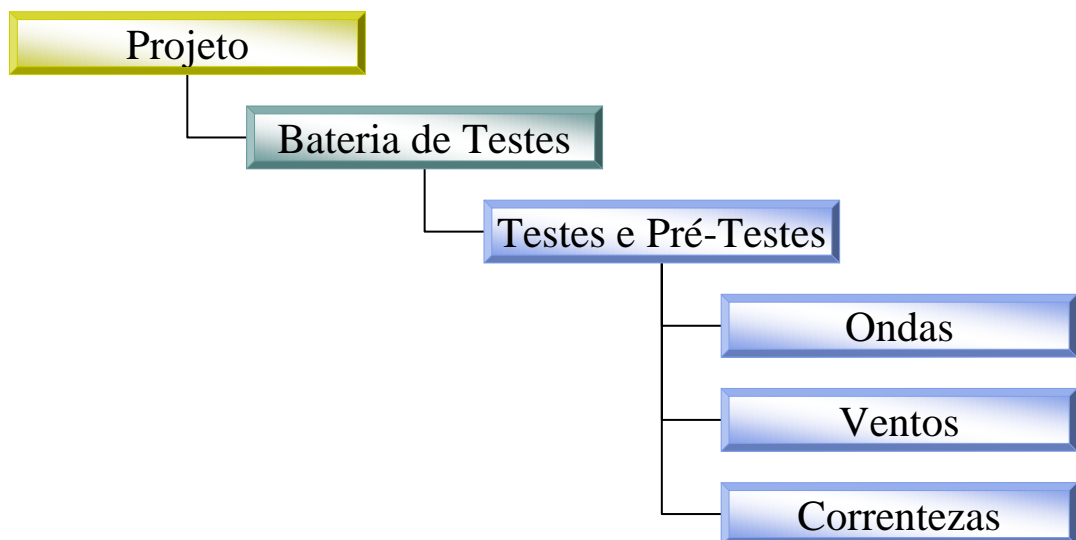 Projeto
Bateria de Testes
Testes e Pré-Testes
Ondas
Ventos
Correntezas